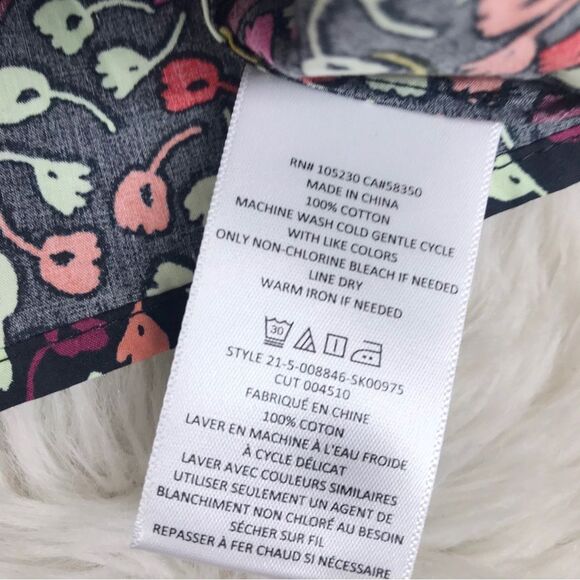 RN# 105230 CA#58350
MADE IN CHINA
100% COTTON
MACHINE WASH COLD GENTLE CYCLE
WITH LIKE COLORS
ONLY NON-CHLORINE BLEACH IF NEEDED
LINE DRY
WARM IRON IF NEEDED
30
STYLE 21-5-008846-SK00975
CUT 004510
FABRIQUÉ EN CHINE
100% COTON
LAVER EN MACHINE À L'EAU FROIDE
À CYCLE DÉLICAT
LAVER AVEC COULEURS SIMILAIRES
UTILISER SEULEMENT UN AGENT DE
BLANCHIMENT NON CHLORÉ AU BESOIN
SÉCHER SUR FIL
REPASSER À FER CHAUD SI NÉCESSAIRE